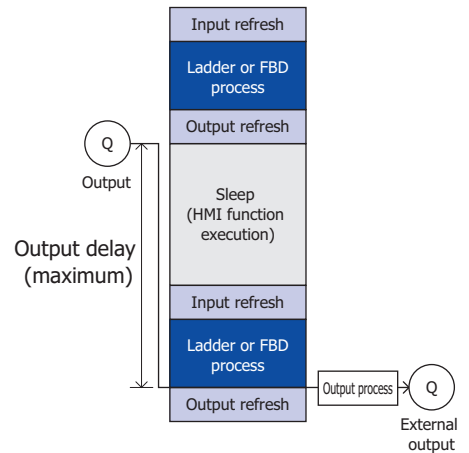 Input refresh
Ladder or FBD
process
Output refresh
Q
Output
Sleep
(HMI function
execution)
Output delay
(maximum)
Input refresh
Ladder or FBD
process
Output refresh
Output process
Q
External
output